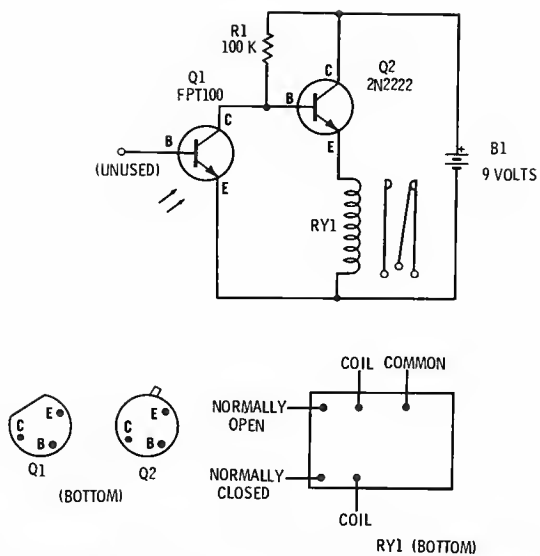 R1
100 K
Q1
FPT100
C
B
(UNUSED)
E
C
Q2
2N2222
B
E
RY1
+
B1
9 VOLTS
C
E
B
Q1
C
E
B
Q2
(BOTTOM)
COIL COMMON
NORMALLY
OPEN
NORMALLY
CLOSED
COIL
RY1 (BOTTOM)